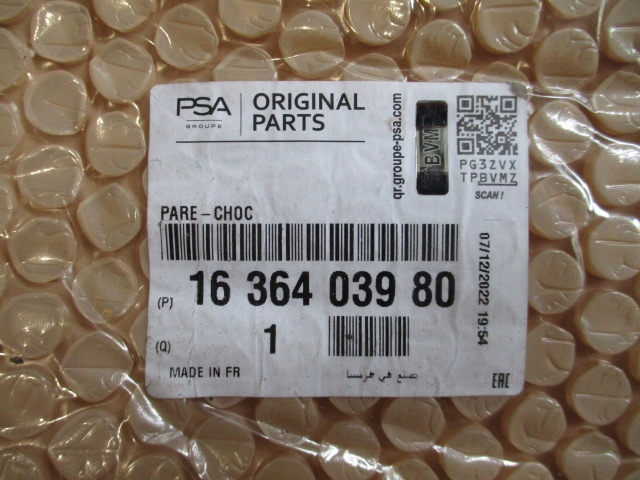 PSA
GROUPE
ORIGINAL
PARTS
qr.groupe-psa.com
BVMZ
PG3ZVX
TPBVMZ
SCAN!
PARE-CHOC
(P) 16 364 039 80
(Q) 1
07/12/2022 19:54
MADE IN FR
صنع في فرنسا
EAC